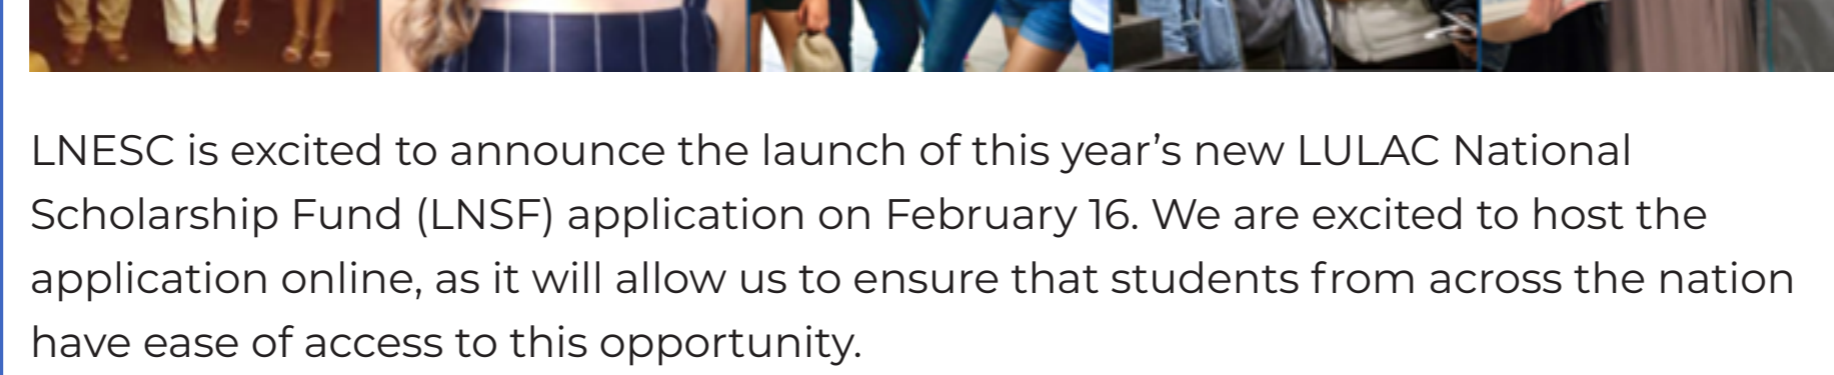 LNESC is excited to announce the launch of this year’s new LULAC National
Scholarship Fund (LNSF) application on February 16. We are excited to host the
application online, as it will allow us to ensure that students from across the nation
have ease of access to this opportunity.